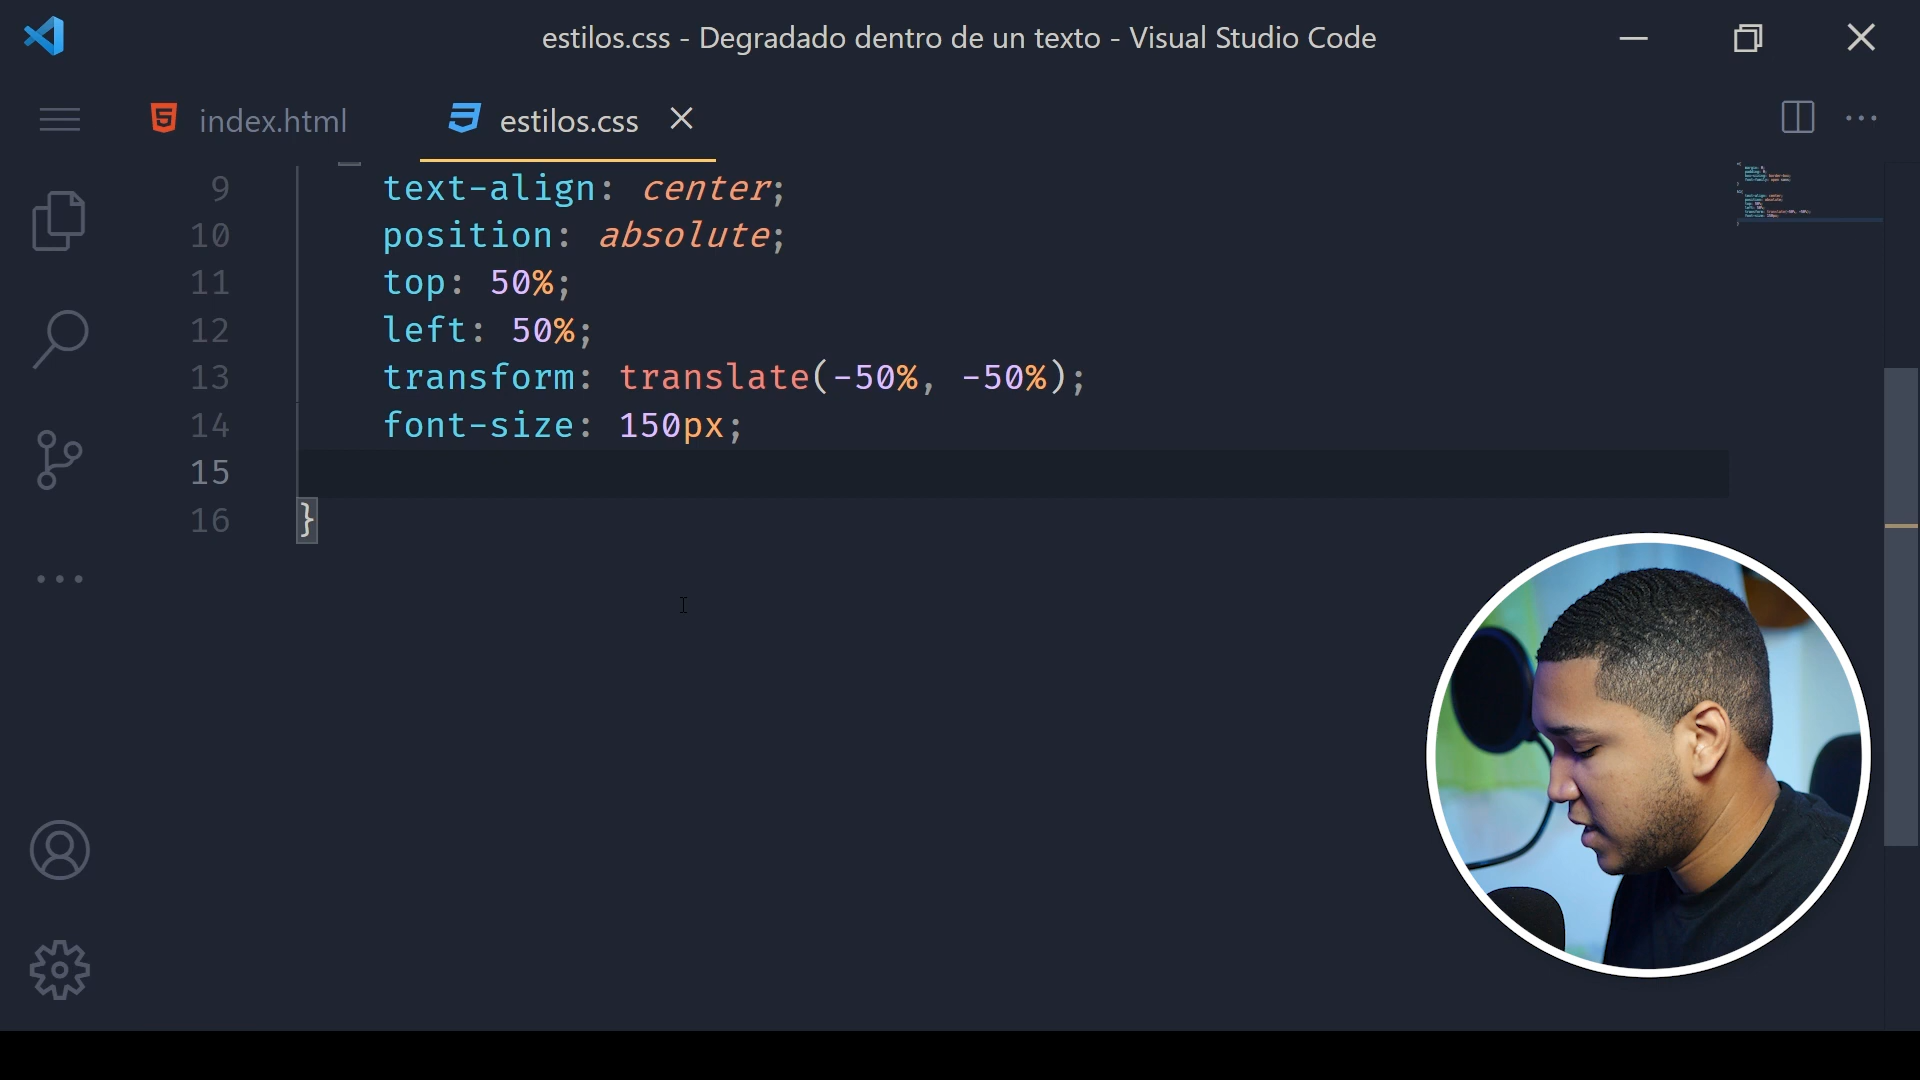 estilos.css - Degradado dentro de un texto - Visual Studio Code
index.html
estilos.css
9 text-align: center;
10 position: absolute;
11 top: 50%;
12 left: 50%;
13 transform: translate(-50%, -50%);
14 font-size: 150px;
15
16 }